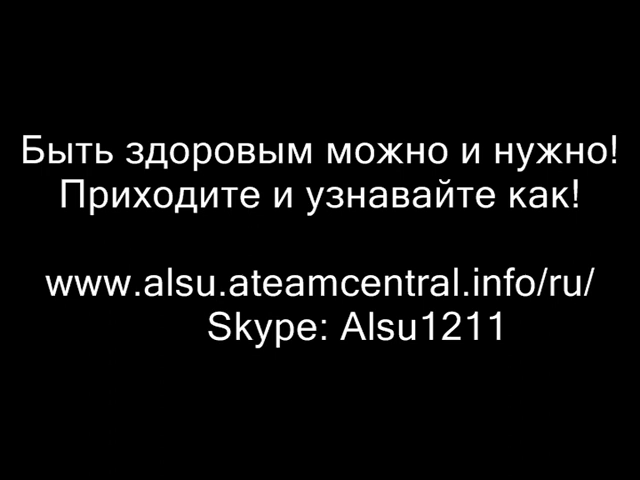 Быть здоровым можно и нужно!
Приходите и узнавайте как!
www.alsu.ateamcentral.info/ru/
Skype: Alsu1211